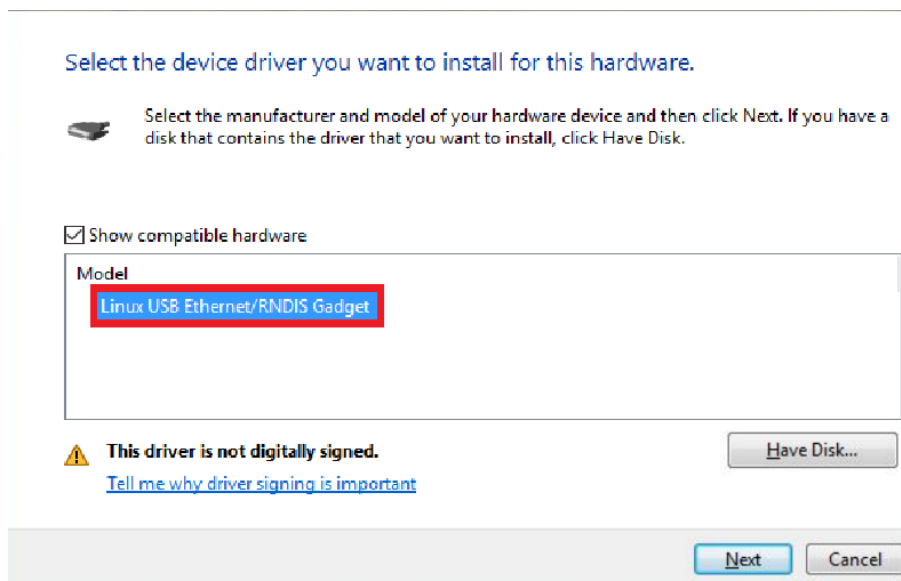 Select the device driver you want to install for this hardware.
Select the manufacturer and model of your hardware device and then click Next. If you have a
disk that contains the driver that you want to install, click Have Disk.
Show compatible hardware
Model
Linux USB Ethernet/RNDIS Gadget
This driver is not digitally signed.
Have Disk...
Tell me why driver signing is important
Next
Cancel